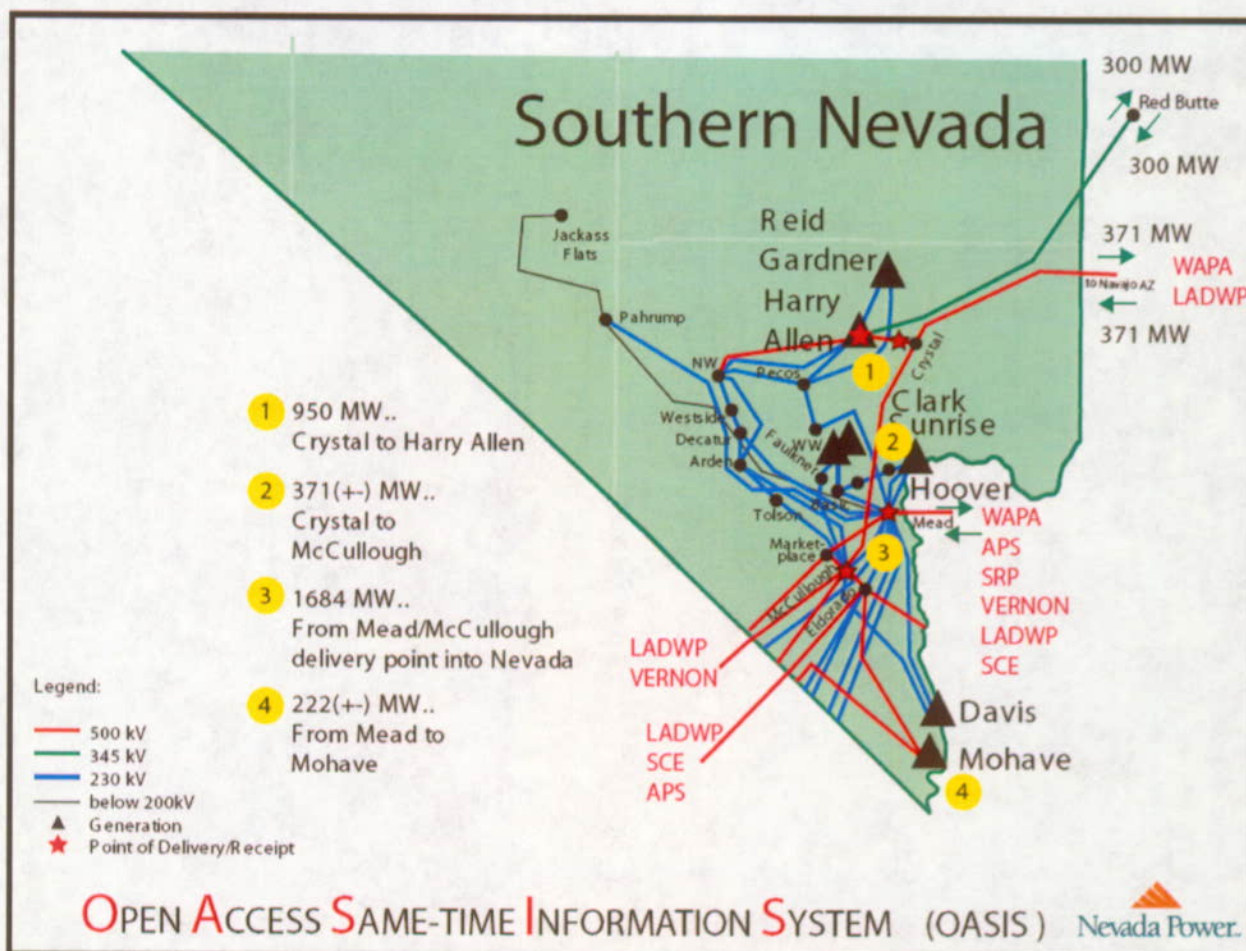 Southern Nevada
300 MW
Red Butte
300 MW
371 MW
WAPA
to Navajo AZ
LADWP
371 MW
Jackass
Flats
Reid
Gardner
Harry
Allen
Pahrump
NW
Pecos
Crystal
1
Clark
Sunrise
Westside
Decatur
Arden
Faulkner
WW
2
Hoover
Tolson
Mead
WAPA
APS
SRP
VERNON
LADWP
SCE
Market-
place
3
McCullough
Eldorado
LADWP
VERNON
LADWP
SCE
APS
Davis
Mohave
4
1 950 MW..
Crystal to Harry Allen
2 371(+-) MW..
Crystal to
McCullough
3 1684 MW..
From Mead/McCullough
delivery point into Nevada
4 222(+-) MW..
From Mead to
Mohave
Legend:
500 kV
345 kV
230 kV
below 200kV
Generation
Point of Delivery/Receipt
OPEN ACCESS SAME-TIME INFORMATION SYSTEM (OASIS )
Nevada Power.